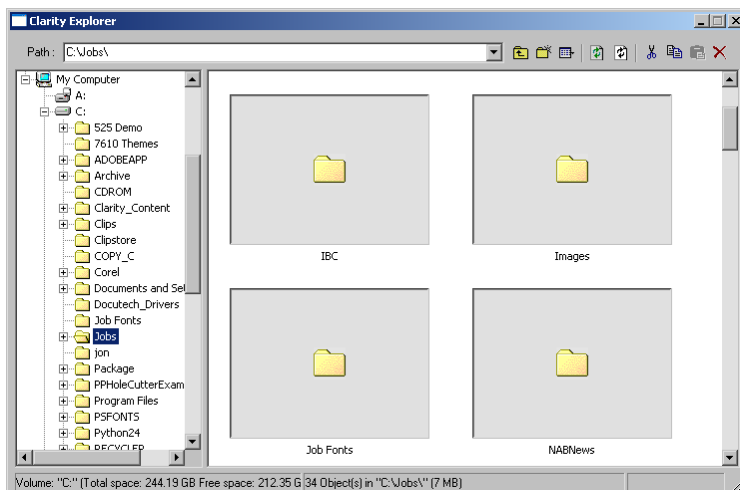 Clarity Explorer
Path : C:\Jobs\
My Computer
A:
C:
525 Demo
7610 Themes
ADOBEAPP
Archive
CDROM
Clarity_Content
Clips
Clipstore
COPY_C
Corel
Documents and Set
Docutech_Drivers
Job Fonts
Jobs
jon
Package
PPHoleCutterExam
Program Files
PSFONTS
Python24
RECYCLER
IBC
Images
Job Fonts
NABNews
Volume: "C:" (Total space: 244.19 GB Free space: 212.35 G 34 Object(s) in "C:\Jobs\" (7 MB)